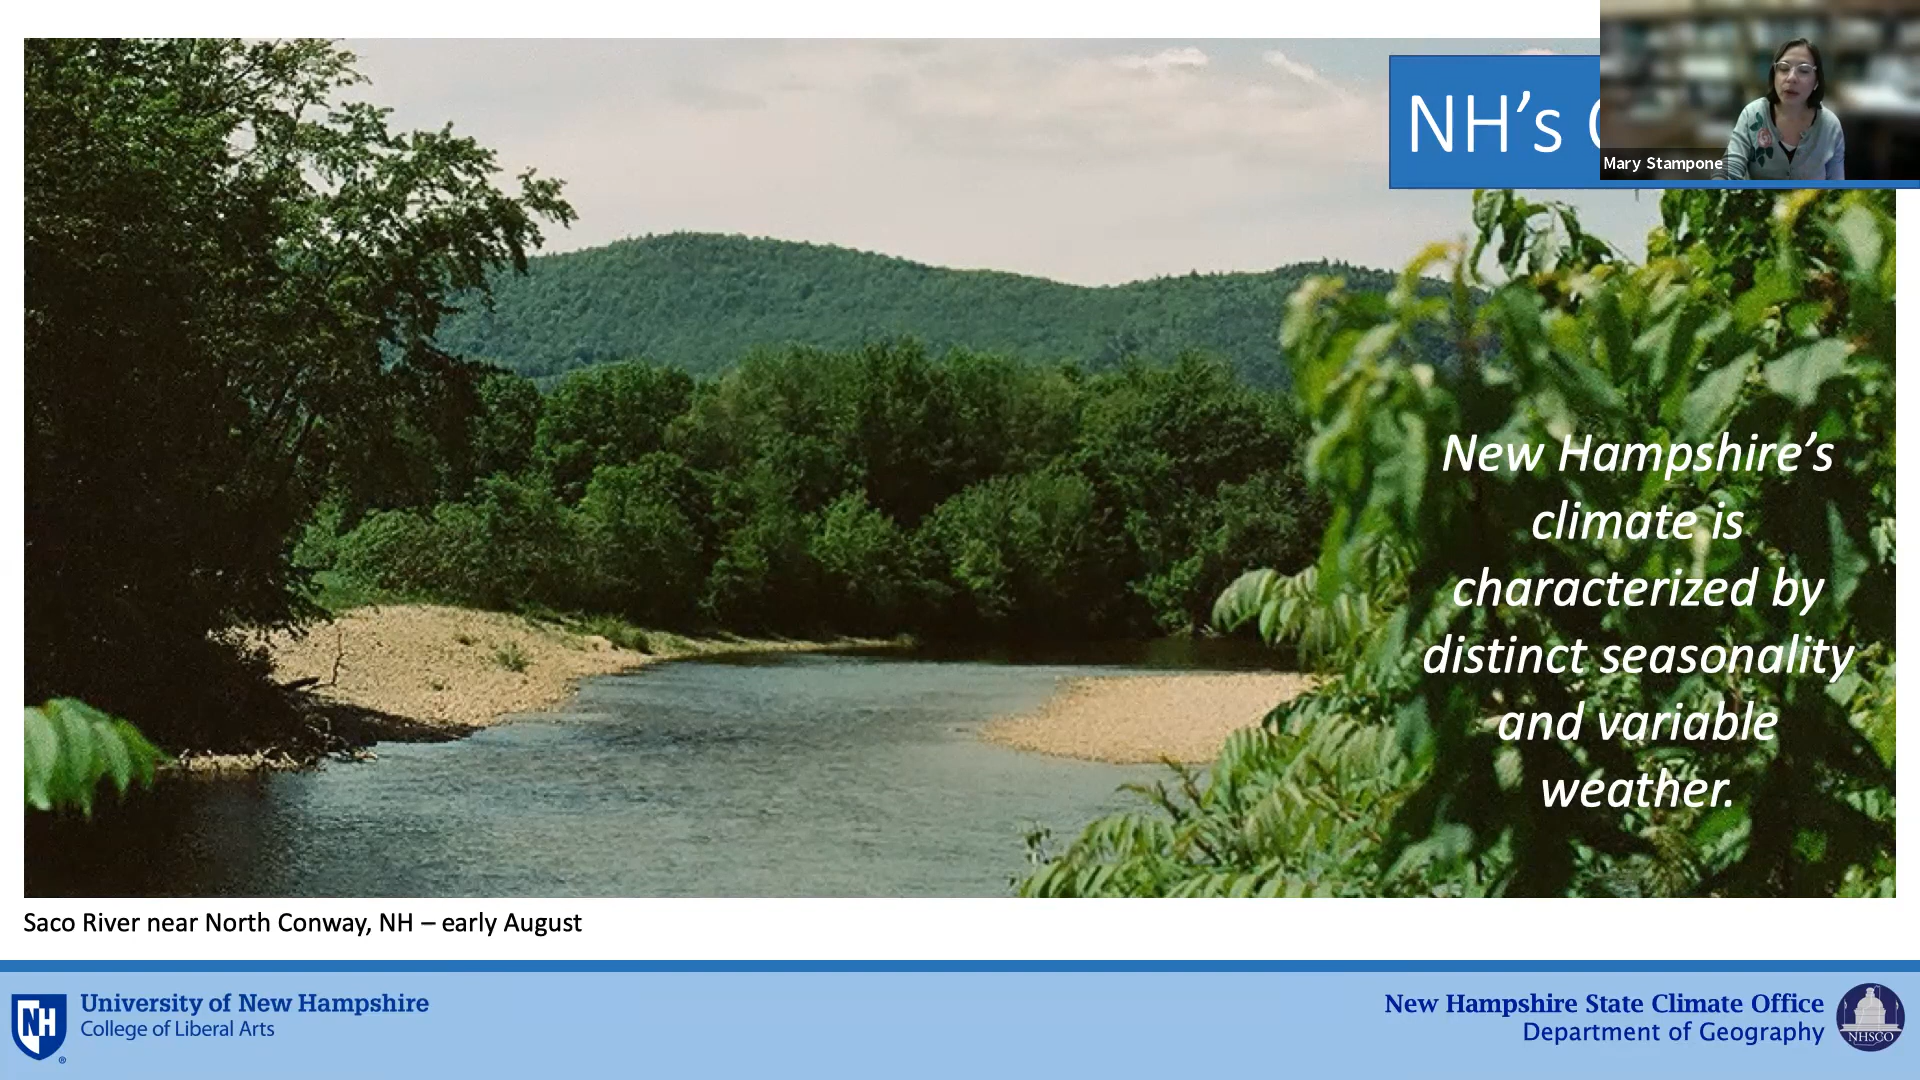 NH's
Mary Stampone
New Hampshire's
climate is
characterized by
distinct seasonality
and variable
weather.
Saco River near North Conway, NH – early August
NH
University of New Hampshire
College of Liberal Arts
®
New Hampshire State Climate Office
Department of Geography
NHSCO